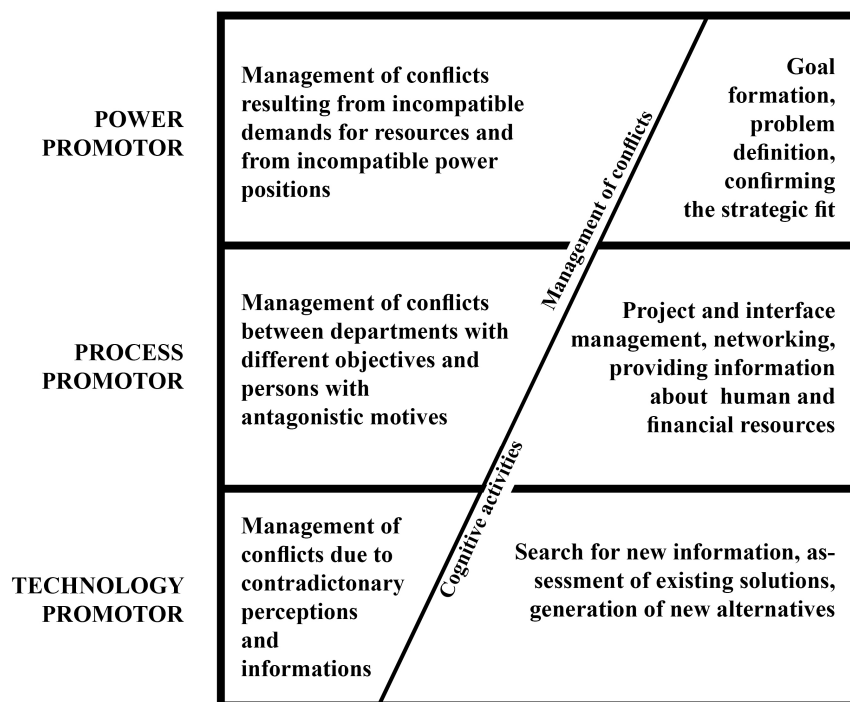 POWER
PROMOTOR
Management of conflicts
resulting from incompatible
demands for resources and
from incompatible power
positions
Management of conflicts
Goal
formation,
problem
definition,
confirming
the strategic fit
PROCESS
PROMOTOR
Management of conflicts
between departments with
different objectives and
persons with
antagonistic motives
Project and interface
management, networking,
providing information
about  human and
financial resources
TECHNOLOGY
PROMOTOR
Management of
conflicts due to
contradictonary
perceptions
and
informations
Cognitive activities
Search for new information, as-
sessment of existing solutions,
generation of new alternatives